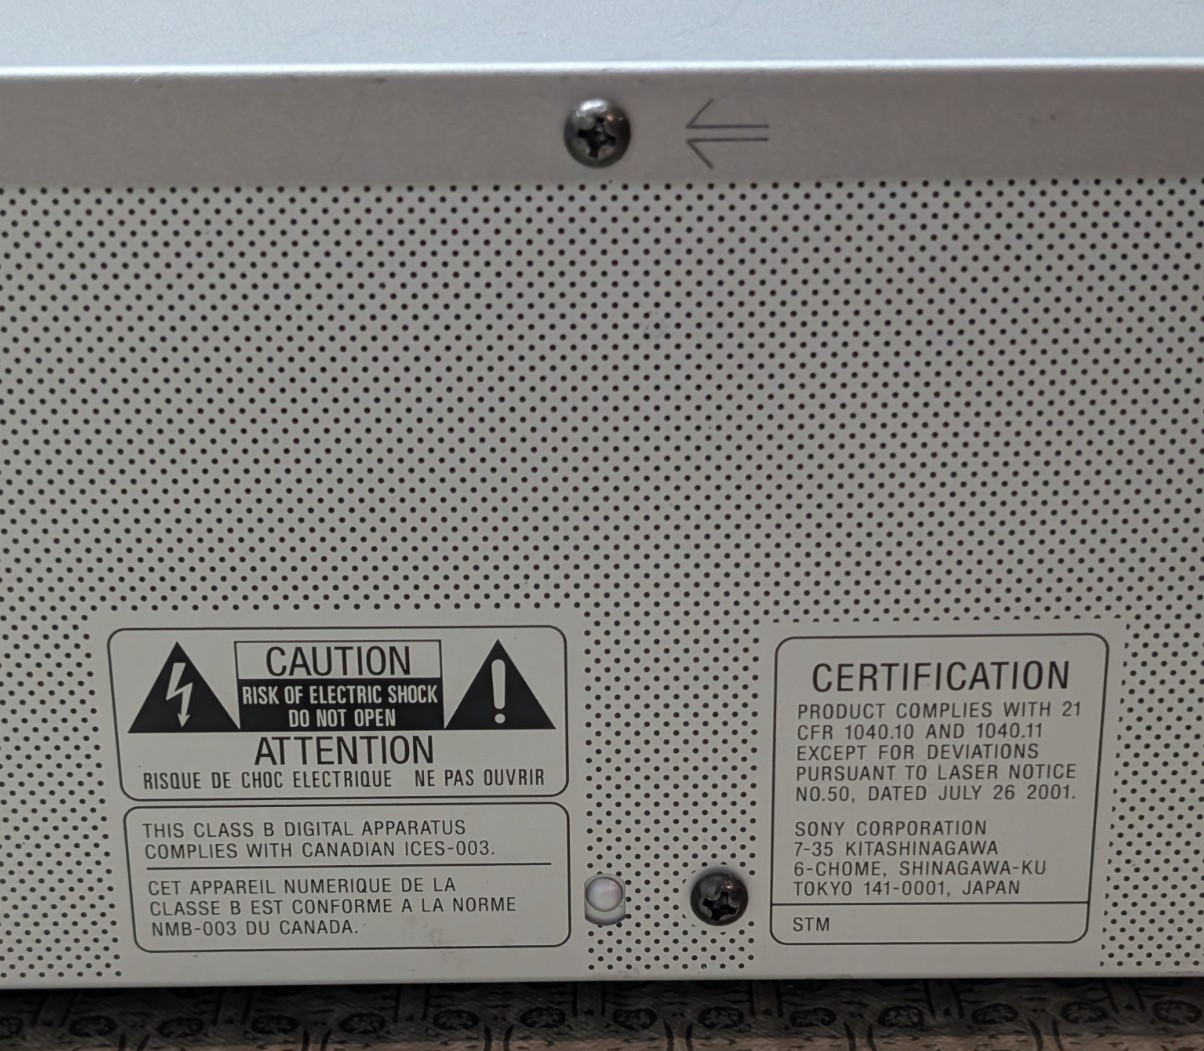 CAUTION
RISK OF ELECTRIC SHOCK
DO NOT OPEN
ATTENTION
RISQUE DE CHOC ELECTRIQUE NE PAS OUVRIR
THIS CLASS B DIGITAL APPARATUS
COMPLIES WITH CANADIAN ICES-003.
CET APPAREIL NUMERIQUE DE LA
CLASSE B EST CONFORME A LA NORME
NMB-003 DU CANADA.
CERTIFICATION
PRODUCT COMPLIES WITH 21
CFR 1040.10 AND 1040.11
EXCEPT FOR DEVIATIONS
PURSUANT TO LASER NOTICE
NO.50, DATED JULY 26 2001.
SONY CORPORATION
7-35 KITASHINAGAWA
6-CHOME, SHINAGAWA-KU
TOKYO 141-0001, JAPAN
STM